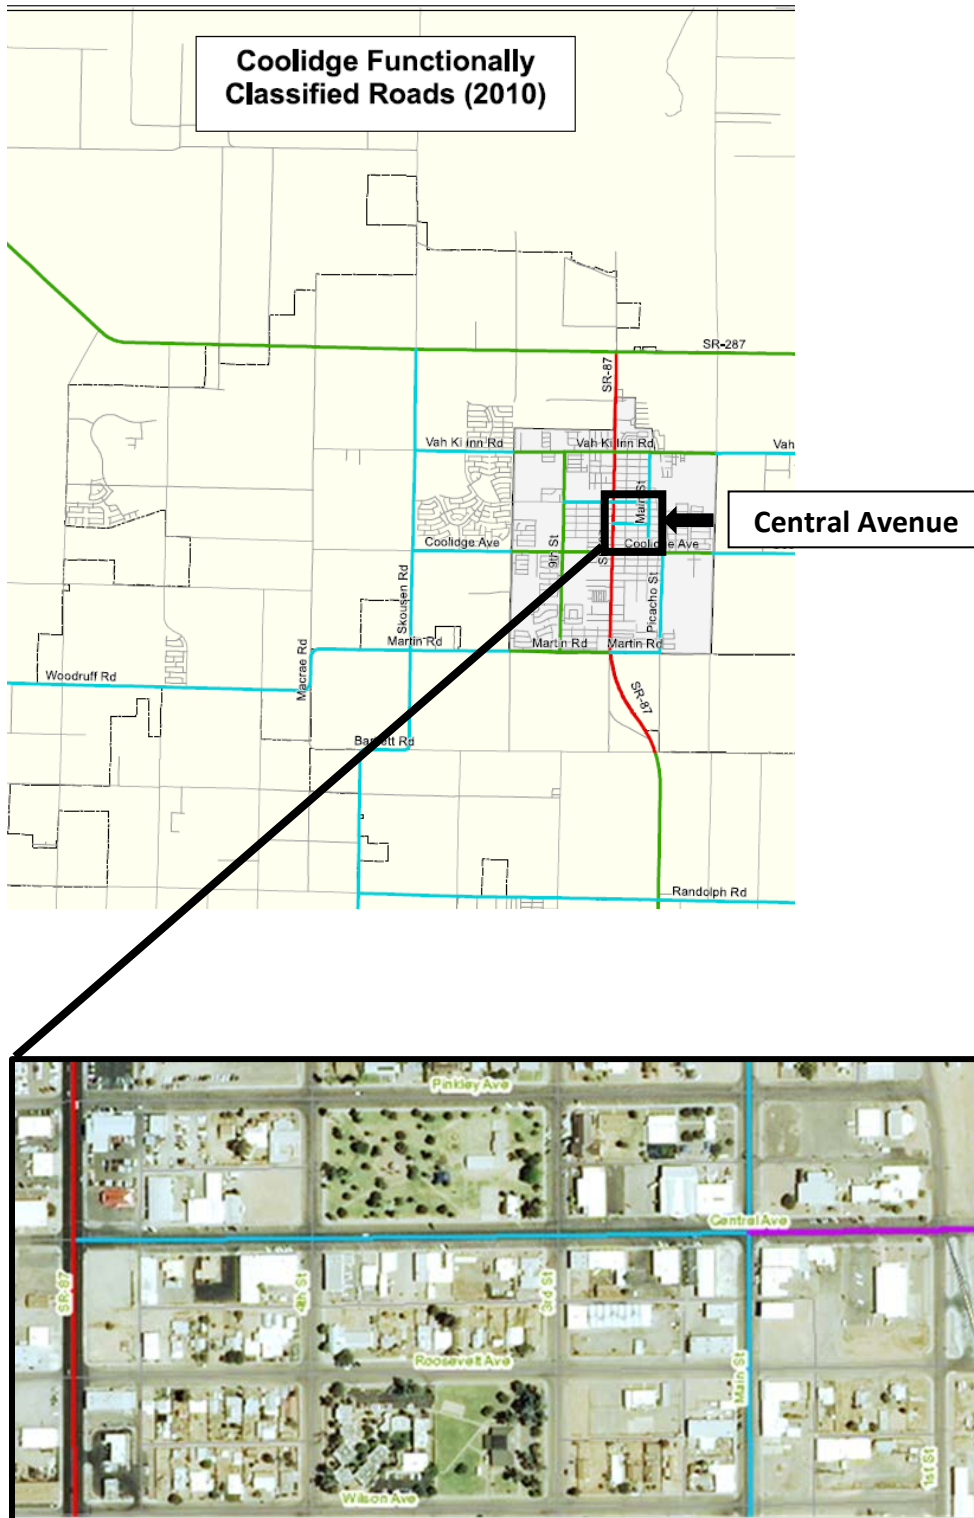 Coolidge Functionally
Classified Roads (2010)
SR-287
SR-87
Vah Ki Inn Rd
Vah Ki Inn Rd
Vah
Main St
Central Avenue
Coolidge Ave
Coolidge Ave
9th St
Skousen Rd
Picacho St
Martin Rd
Martin Rd
Martin Rd
Macrae Rd
Woodruff Rd
SR-87
Bartlett Rd
Randolph Rd
Pinkley Ave
Central Ave
SR-87
4th St
3rd St
Roosevelt Ave
Main St
1st St
Wilson Ave